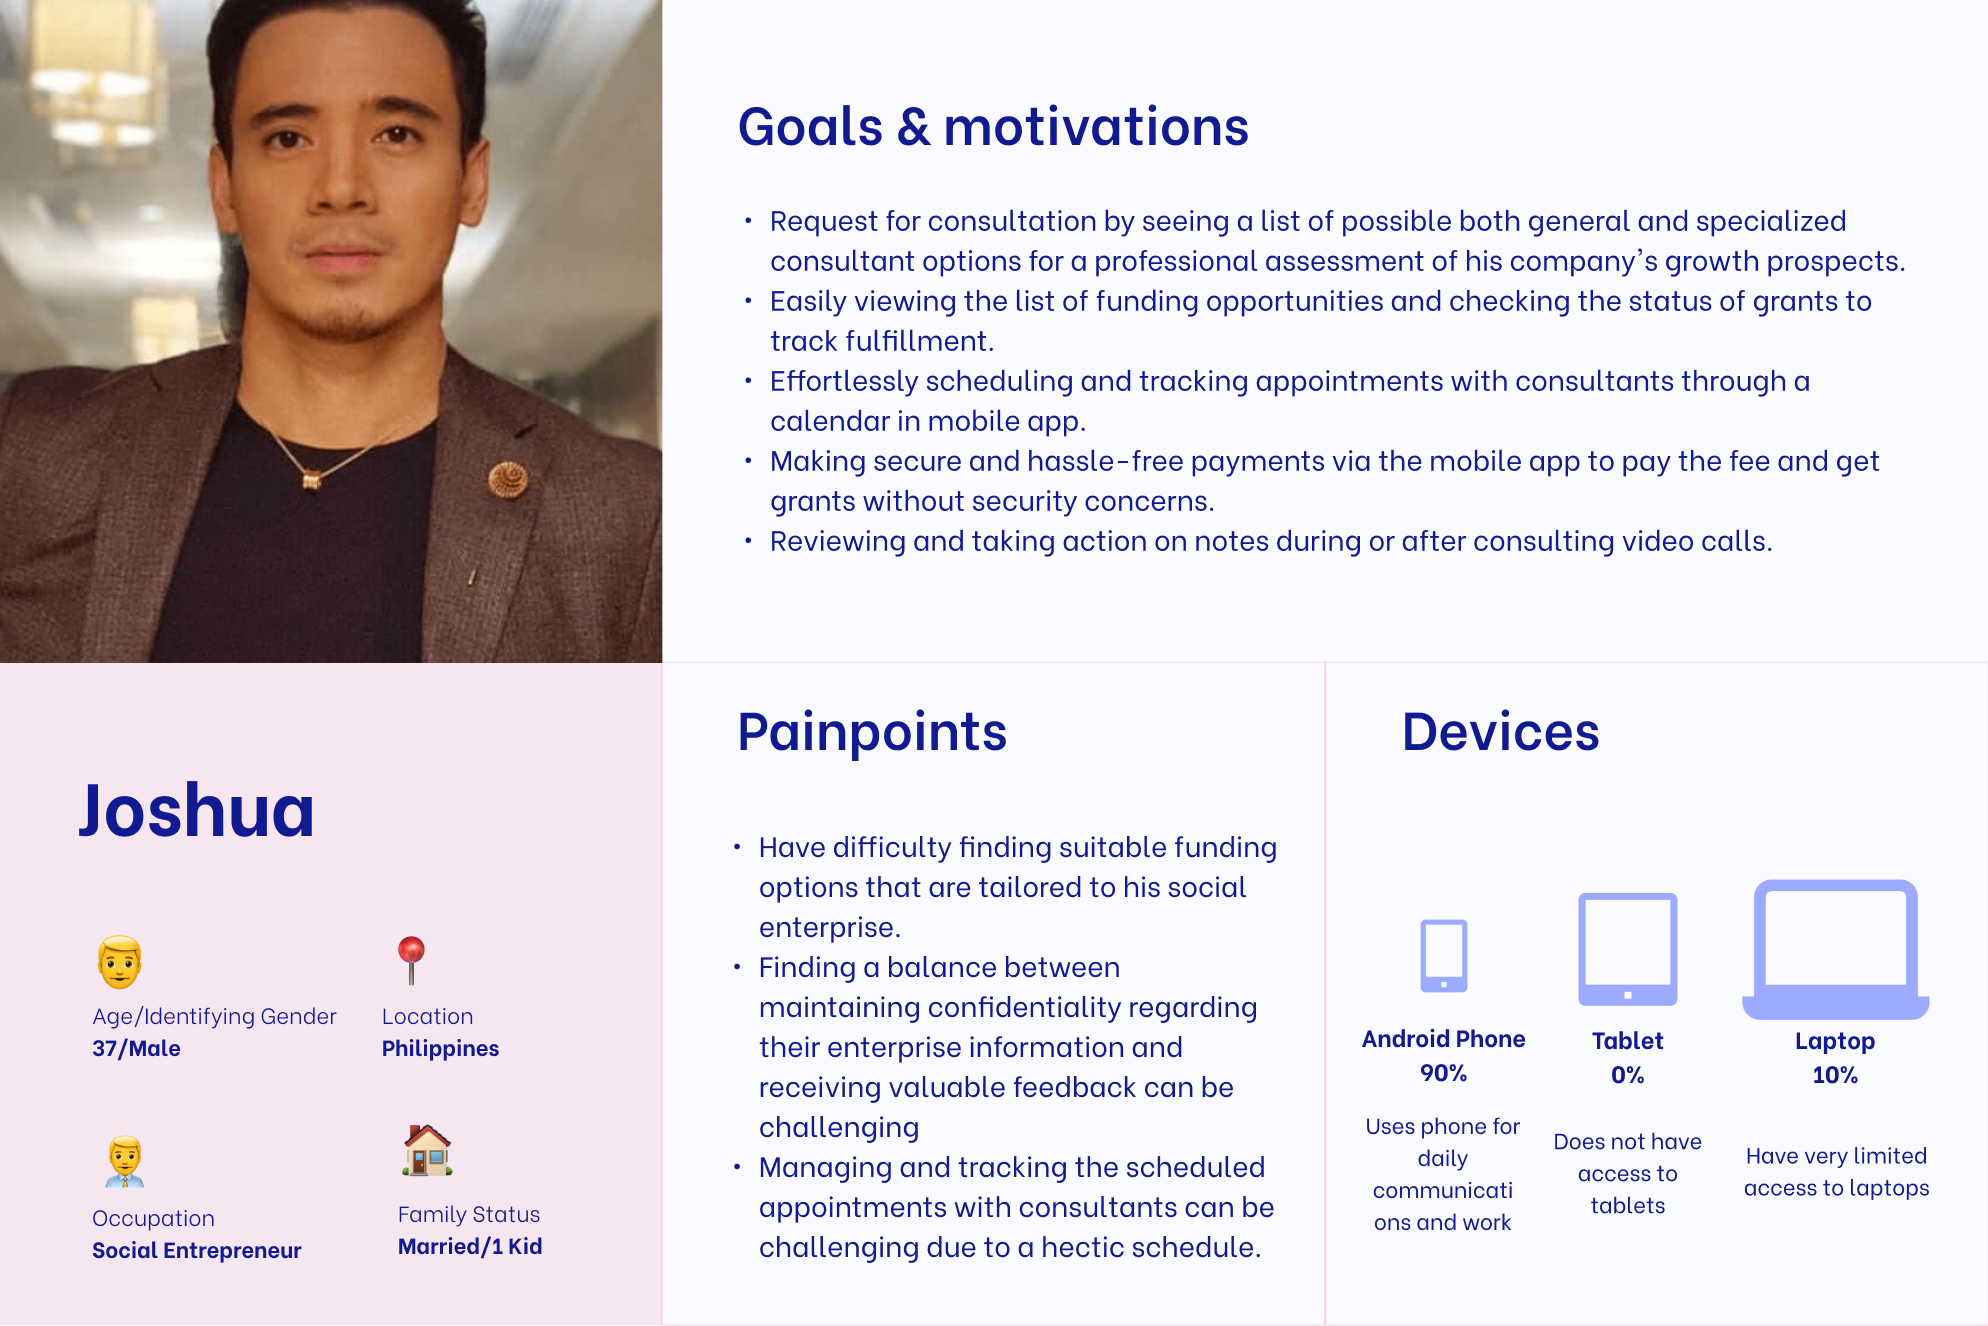 Goals & motivations
• Request for consultation by seeing a list of possible both general and specialized
consultant options for a professional assessment of his company's growth prospects.
• Easily viewing the list of funding opportunities and checking the status of grants to
track fulfillment.
• Effortlessly scheduling and tracking appointments with consultants through a
calendar in mobile app.
• Making secure and hassle-free payments via the mobile app to pay the fee and get
grants without security concerns.
• Reviewing and taking action on notes during or after consulting video calls.
Joshua
Age/Identifying Gender
37/Male
Location
Philippines
Occupation
Social Entrepreneur
Family Status
Married/1 Kid
Painpoints
• Have difficulty finding suitable funding
options that are tailored to his social
enterprise.
• Finding a balance between
maintaining confidentiality regarding
their enterprise information and
receiving valuable feedback can be
challenging
• Managing and tracking the scheduled
appointments with consultants can be
challenging due to a hectic schedule.
Devices
Android Phone
90%
Uses phone for
daily
communicati
ons and work
Tablet
0%
Does not have
access to
tablets
Laptop
10%
Have very limited
access to laptops